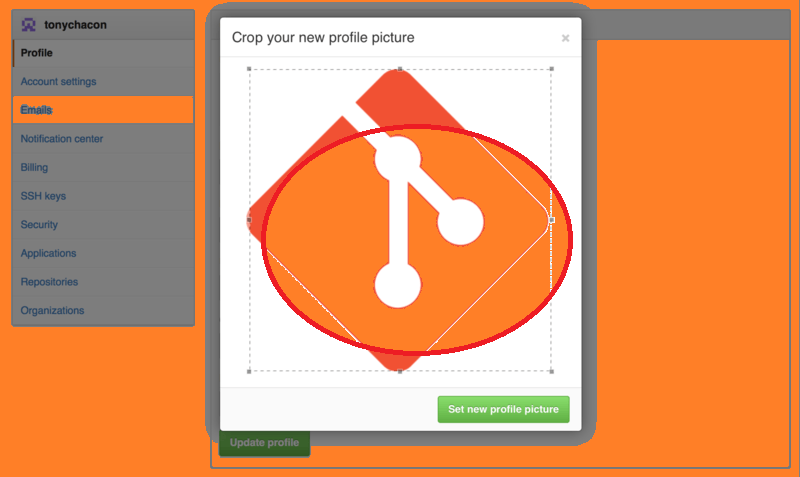 tonychacon
Profile
Account settings
Emails
Notification center
Billing
SSH keys
Security
Applications
Repositories
Organizations
Crop your new profile picture
×
Set new profile picture
Update profile